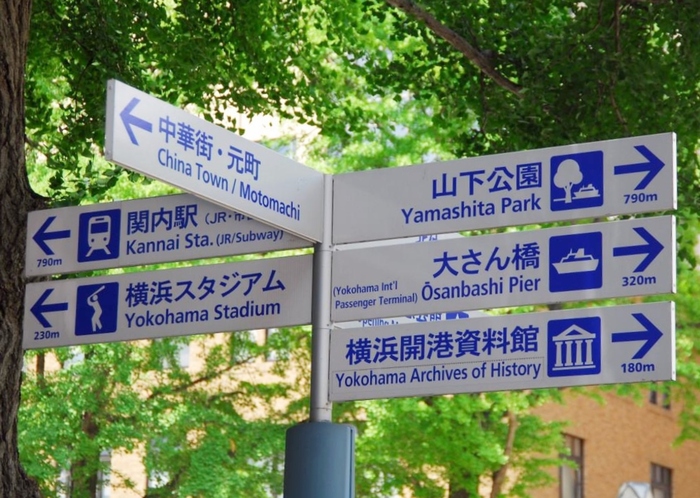 中華街・元町
China Town / Motomachi
関内駅
Kannai Sta. (JR/Subway)
790m
横浜スタジアム
Yokohama Stadium
230m
山下公園
Yamashita Park
790m
大さん橋
(Yokohama Int'l
Passenger Terminal) Ōsanbashi Pier
320m
横浜開港資料館
Yokohama Archives of History
180m